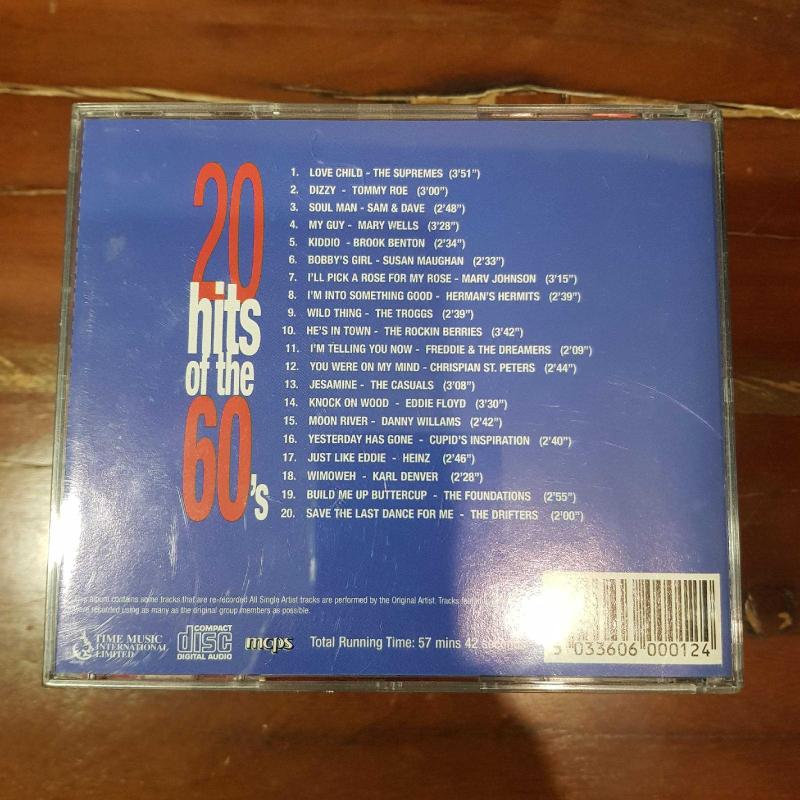 20
hits
of the
60's
1. LOVE CHILD - THE SUPREMES (3'51")
2. DIZZY - TOMMY ROE (3'00")
3. SOUL MAN - SAM & DAVE (2'48")
4. MY GUY - MARY WELLS (3'28")
5. KIDDIO - BROOK BENTON (2'34")
6. BOBBY'S GIRL - SUSAN MAUGHAN (2'33")
7. I'LL PICK A ROSE FOR MY ROSE - MARV JOHNSON (3'15")
8. I'M INTO SOMETHING GOOD - HERMAN'S HERMITS (2'39")
9. WILD THING - THE TROGGS (2'39")
10. HE'S IN TOWN - THE ROCKIN BERRIES (3'42")
11. I'M TELLING YOU NOW - FREDDIE & THE DREAMERS (2'09")
12. YOU WERE ON MY MIND - CHRISPIAN ST. PETERS (2'44")
13. JESAMINE - THE CASUALS (3'08")
14. KNOCK ON WOOD - EDDIE FLOYD (3'30")
15. MOON RIVER - DANNY WILLAMS (2'42")
16. YESTERDAY HAS GONE - CUPID'S INSPIRATION (2'40")
17. JUST LIKE EDDIE - HEINZ (2'46")
18. WIMOWEH - KARL DENVER (2'28")
19. BUILD ME UP BUTTERCUP - THE FOUNDATIONS (2'55")
20. SAVE THE LAST DANCE FOR ME - THE DRIFTERS (2'00")
album contains some tracks that are re-recorded All Single Artist tracks are performed by the Original Artist. Tracks
recorded using as many as the original group members as possible.
TIME MUSIC
INTERNATIONAL
LIMITED
COMPACT
disc
DIGITAL AUDIO
mcps
Total Running Time: 57 mins 42
5 033606 000124